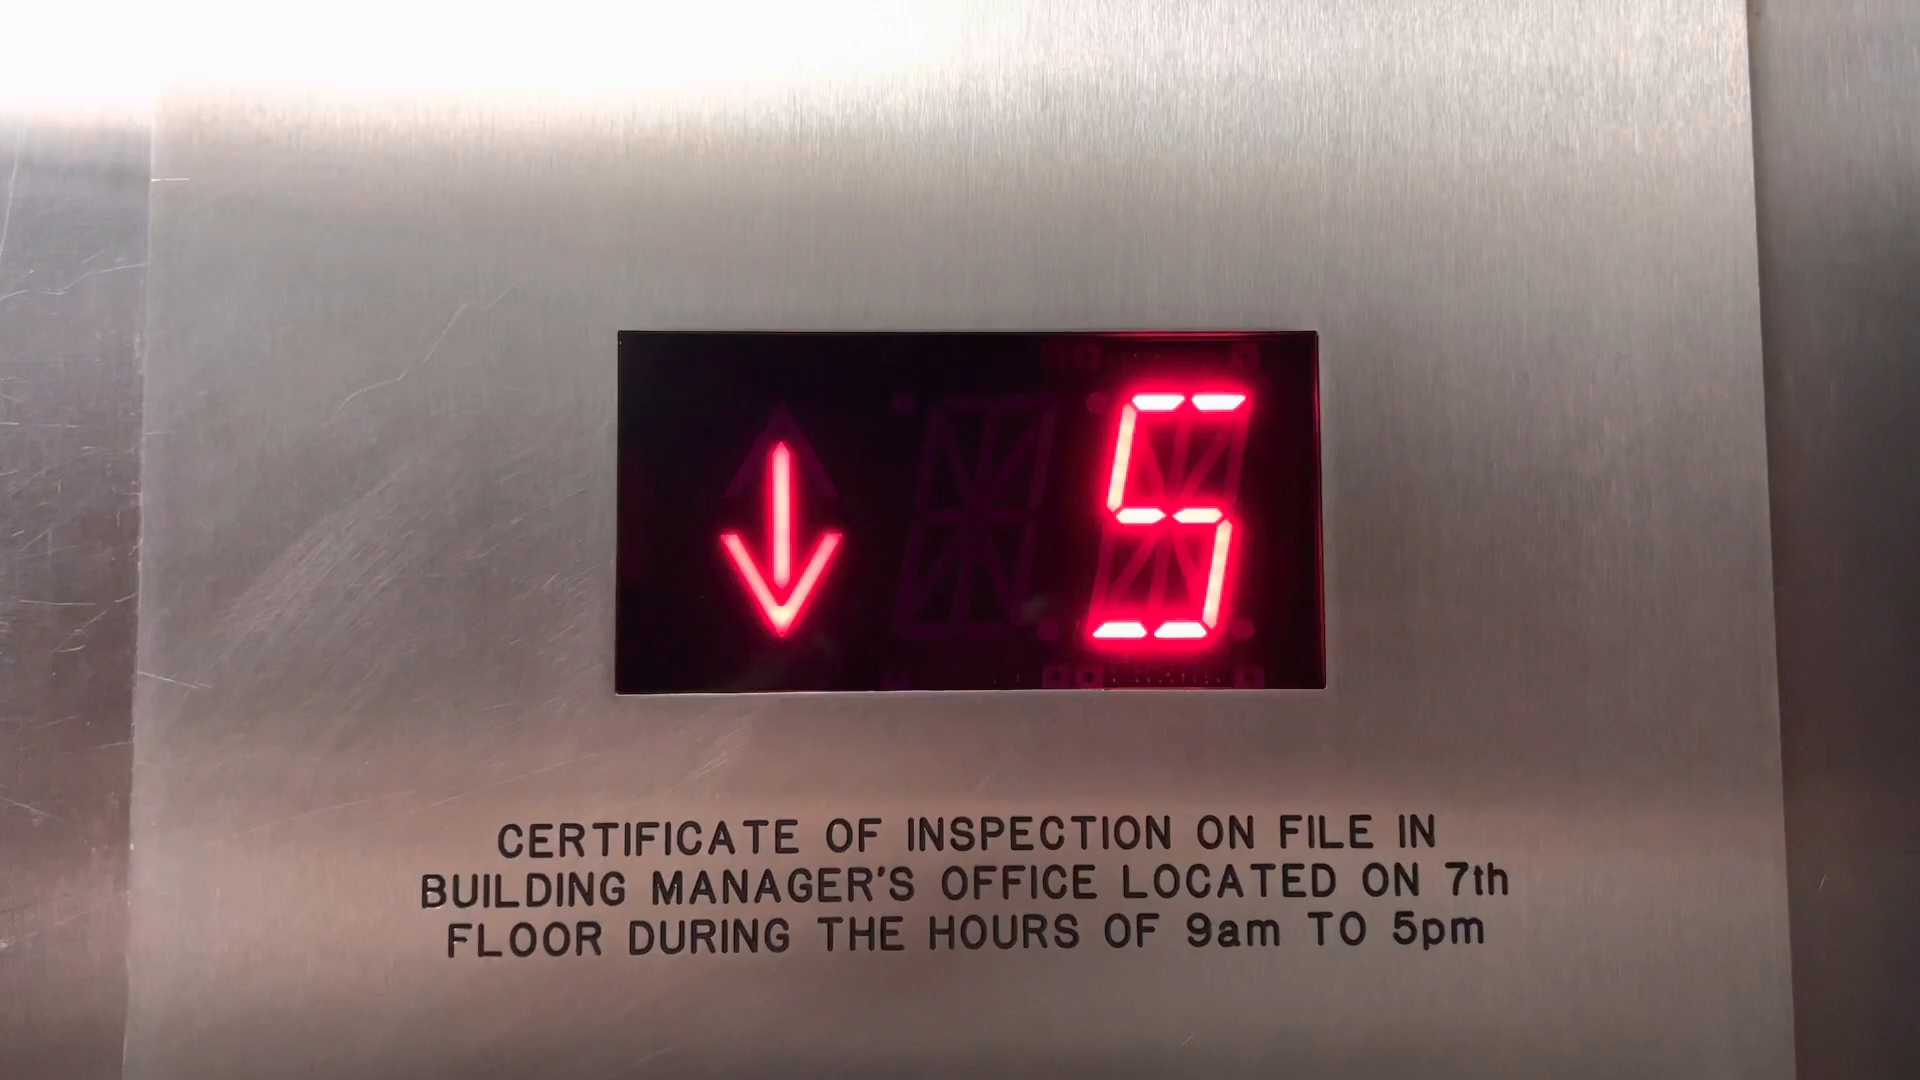 5
CERTIFICATE OF INSPECTION ON FILE IN
BUILDING MANAGER'S OFFICE LOCATED ON 7th
FLOOR DURING THE HOURS OF 9am TO 5pm